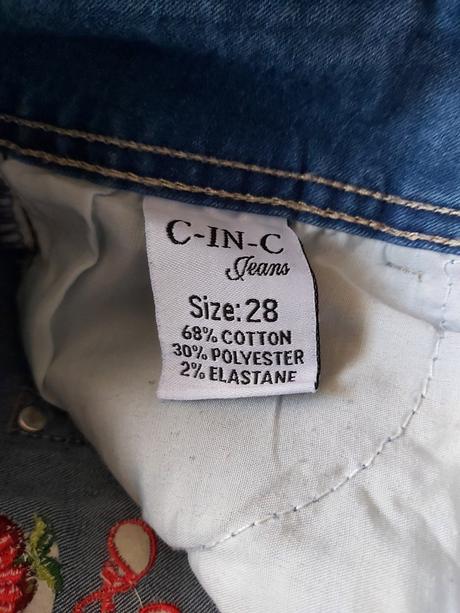 C-IN-C
Jeans
Size: 28
68% COTTON
30% POLYESTER
2% ELASTANE